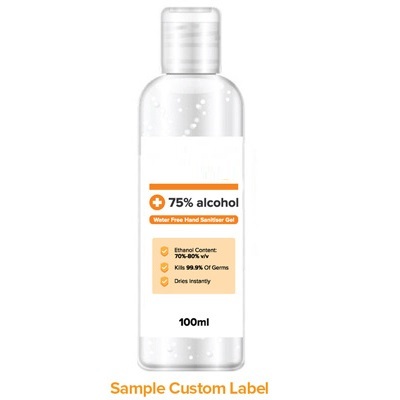 75% alcohol
Water Free Hand Sanitiser Gel
Ethanol Content:
70%-80% v/v
Kills 99.9% Of Germs
Dries Instantly
100ml
Sample Custom Label